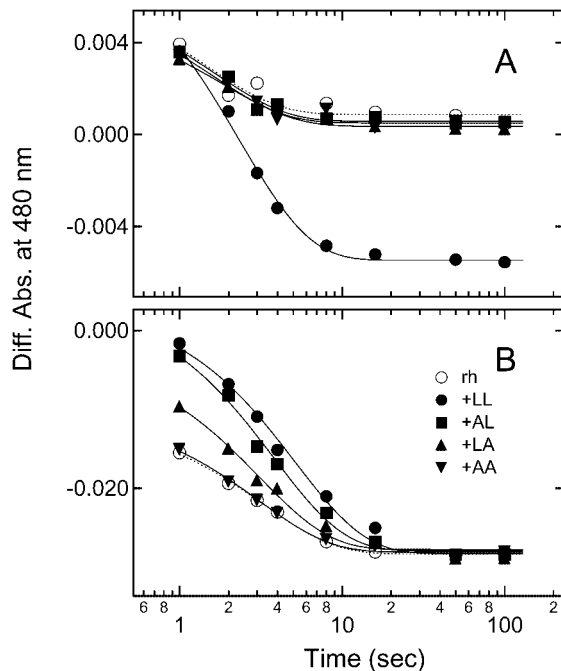 0.004
A
0.000
-0.004
Diff. Abs. at 480 nm
0.000
B
rh
+LL
+AL
+LA
+AA
-0.020
6 8 2 4 6 8 2 4 6 8 2
1 10 100
Time (sec)